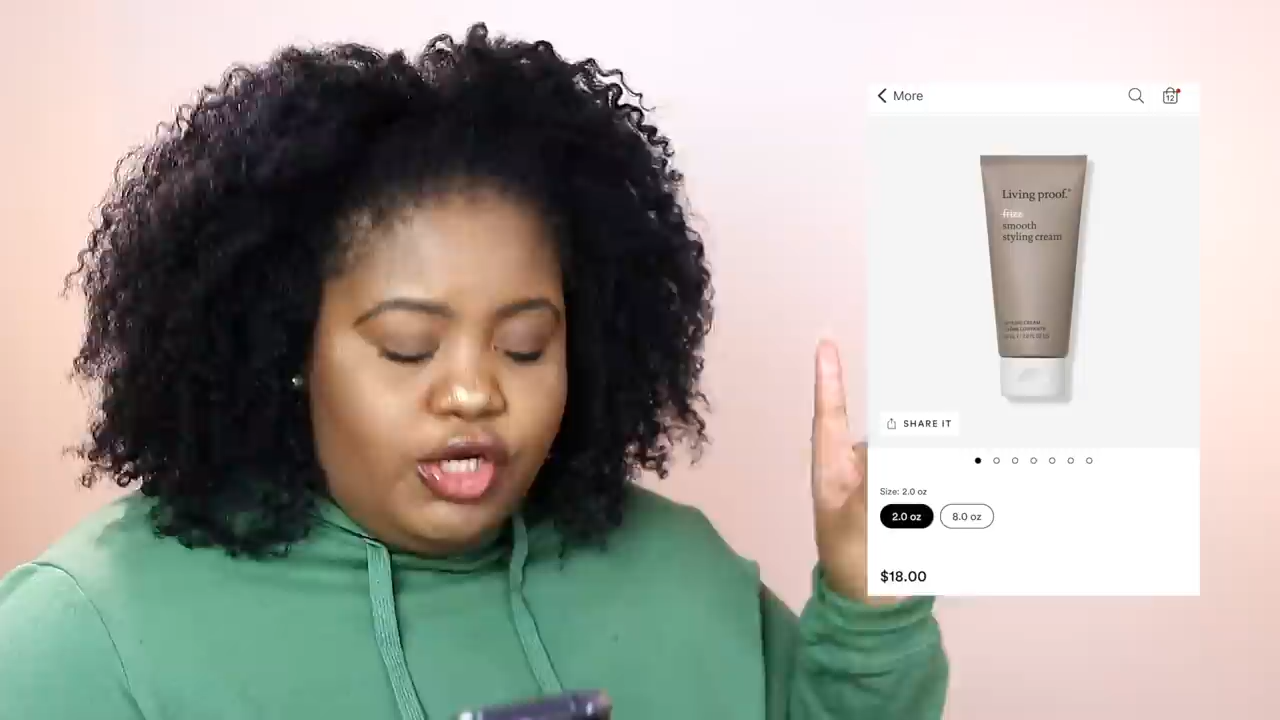 More
12
Living proof.
frizz
smooth
styling cream
SHARE IT
Size: 2.0 oz
2.0 oz
8.0 oz
$18.00